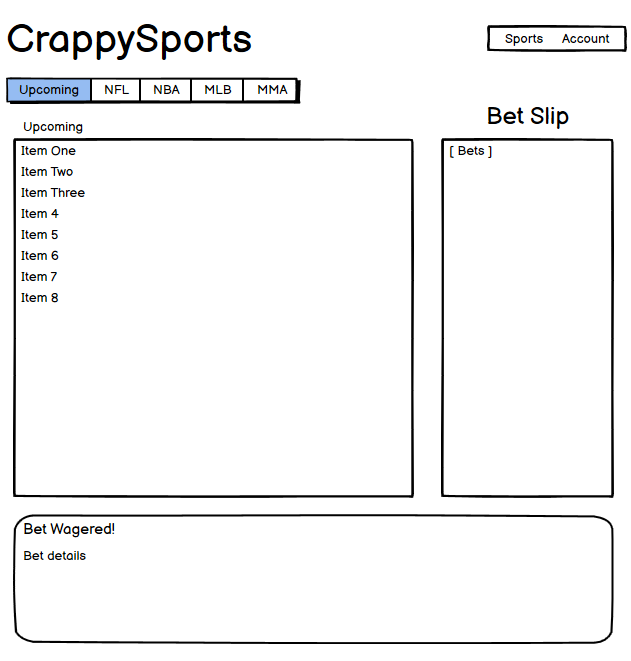 CrappySports
Sports Account
Upcoming NFL NBA MLB MMA
Bet Slip
Upcoming
Item One
Item Two
Item Three
Item 4
Item 5
Item 6
Item 7
Item 8
[ Bets ]
Bet Wagered!
Bet details